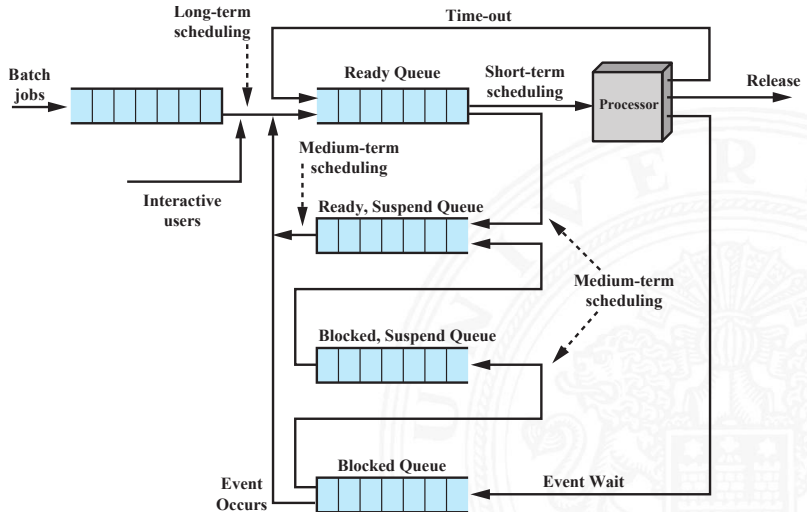 Long-term
scheduling
Time-out
Batch
jobs
Ready Queue
Short-term
scheduling
Processor
Release
Medium-term
scheduling
Interactive
users
Ready, Suspend Queue
Medium-term
scheduling
Blocked, Suspend Queue
Blocked Queue
Event
Occurs
Event Wait
U N I V E R